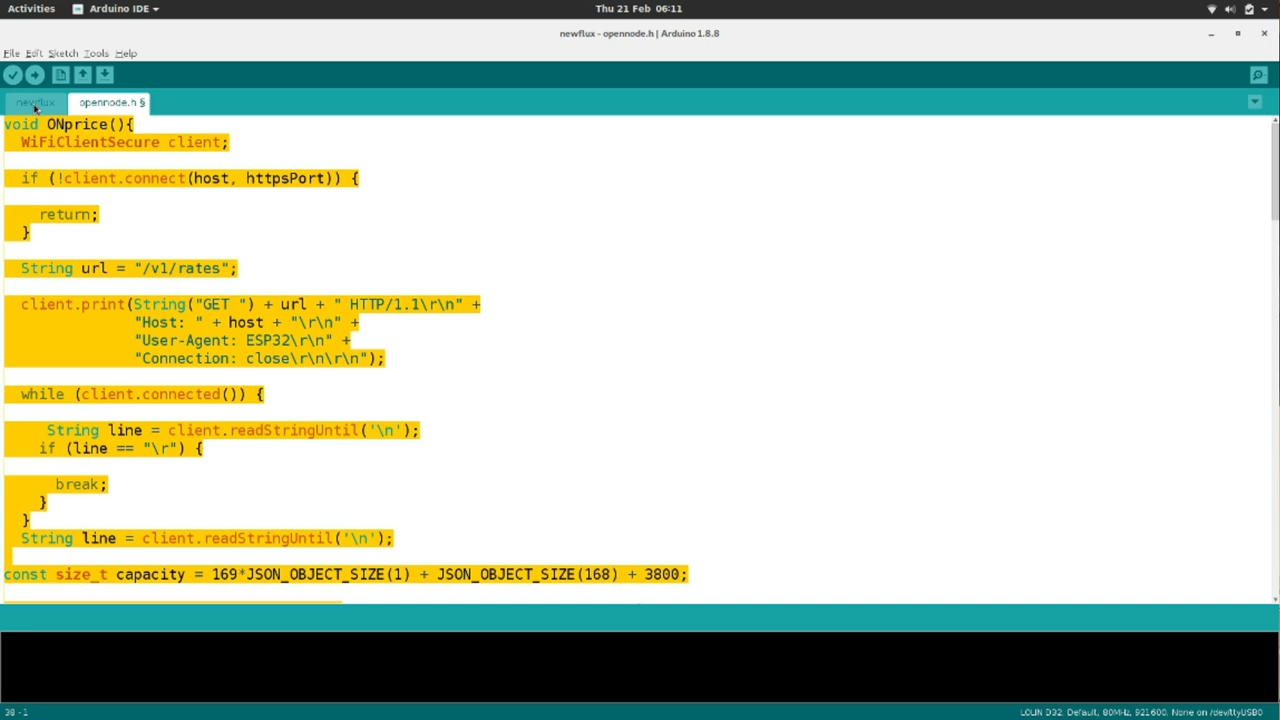 Activities Arduino IDE Thu 21 Feb 06:11
newflux - opennode.h | Arduino 1.8.8
File Edit Sketch Tools Help
newflux opennode.h §
void ONprice(){
WiFiClientSecure client;
if (!client.connect(host, httpsPort)) {
return;
}
String url = "/v1/rates";
client.print(String("GET ") + url + " HTTP/1.1\r\n" +
"Host: " + host + "\r\n" +
"User-Agent: ESP32\r\n" +
"Connection: close\r\n\r\n");
while (client.connected()) {
String line = client.readStringUntil('\n');
if (line == "\r") {
break;
}
}
String line = client.readStringUntil('\n');
const size_t capacity = 169*JSON_OBJECT_SIZE(1) + JSON_OBJECT_SIZE(168) + 3800;
38 - 1 LOLIN D32, Default, 80MHz, 921600, None on /dev/ttyUSB0